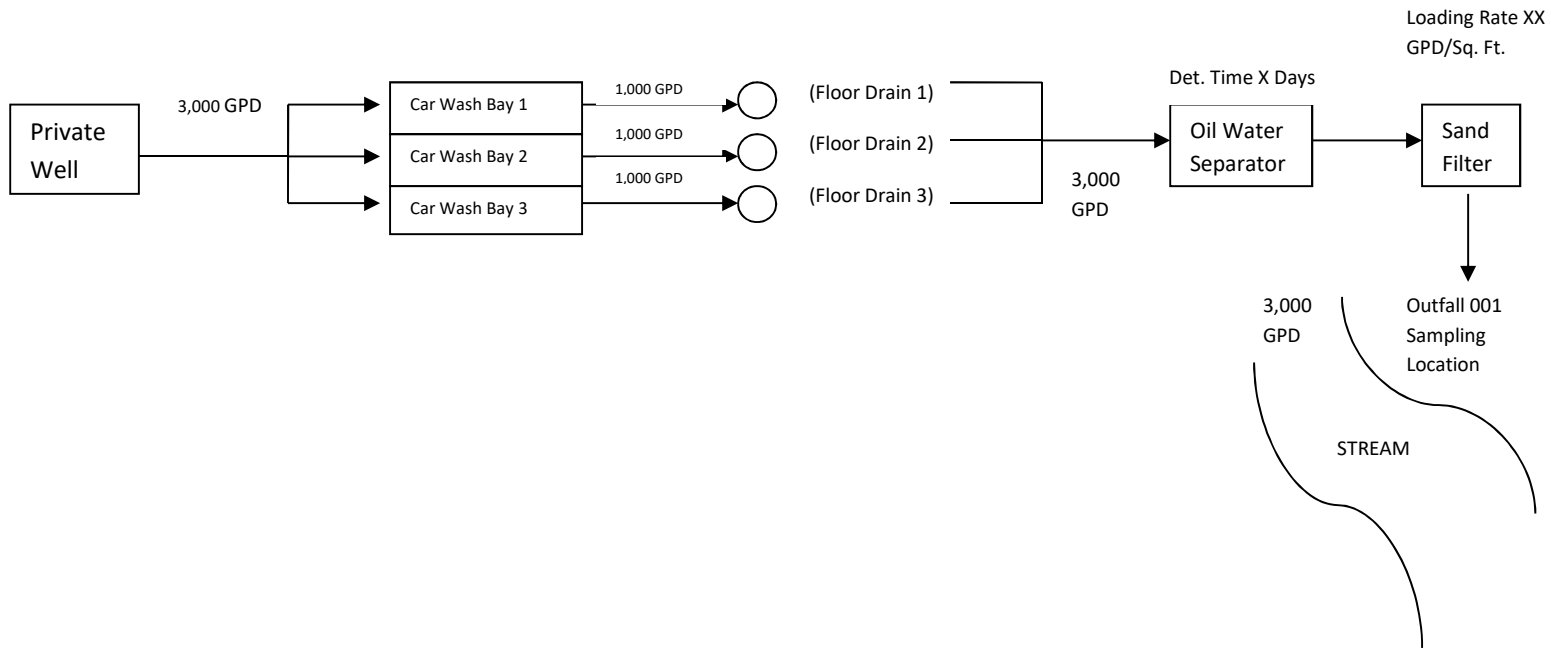 Loading Rate XX
GPD/Sq. Ft.
Det. Time X Days
3,000 GPD
Private
Well
Car Wash Bay 1
Car Wash Bay 2
Car Wash Bay 3
1,000 GPD
1,000 GPD
1,000 GPD
(Floor Drain 1)
(Floor Drain 2)
(Floor Drain 3)
3,000
GPD
Oil Water
Separator
Sand
Filter
3,000
GPD
Outfall 001
Sampling
Location
STREAM